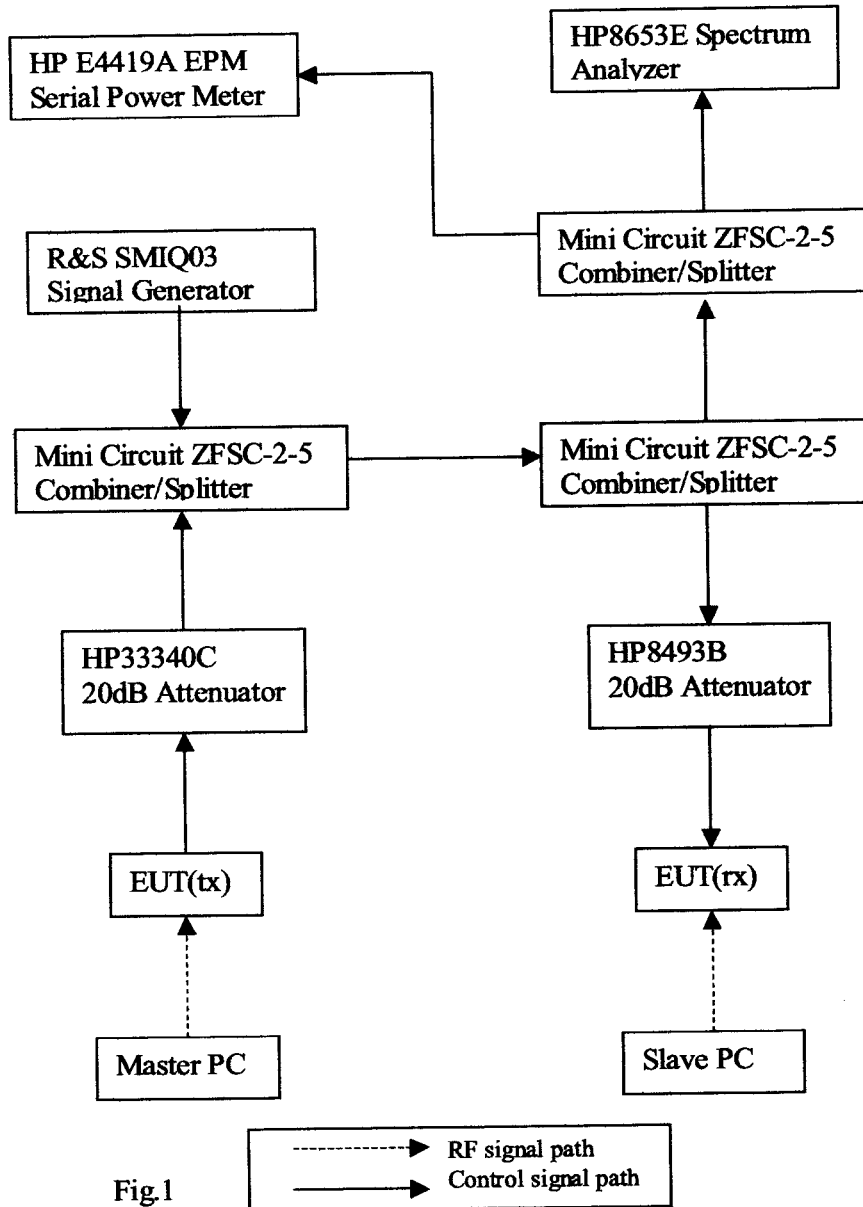 HP E4419A EPM
Serial Power Meter
HP8653E Spectrum
Analyzer
R&S SMIQ03
Signal Generator
Mini Circuit ZFSC-2-5
Combiner/Splitter
Mini Circuit ZFSC-2-5
Combiner/Splitter
Mini Circuit ZFSC-2-5
Combiner/Splitter
HP33340C
20dB Attenuator
HP8493B
20dB Attenuator
EUT(tx)
EUT(rx)
Master PC
Slave PC
RF signal path
Control signal path
Fig.1